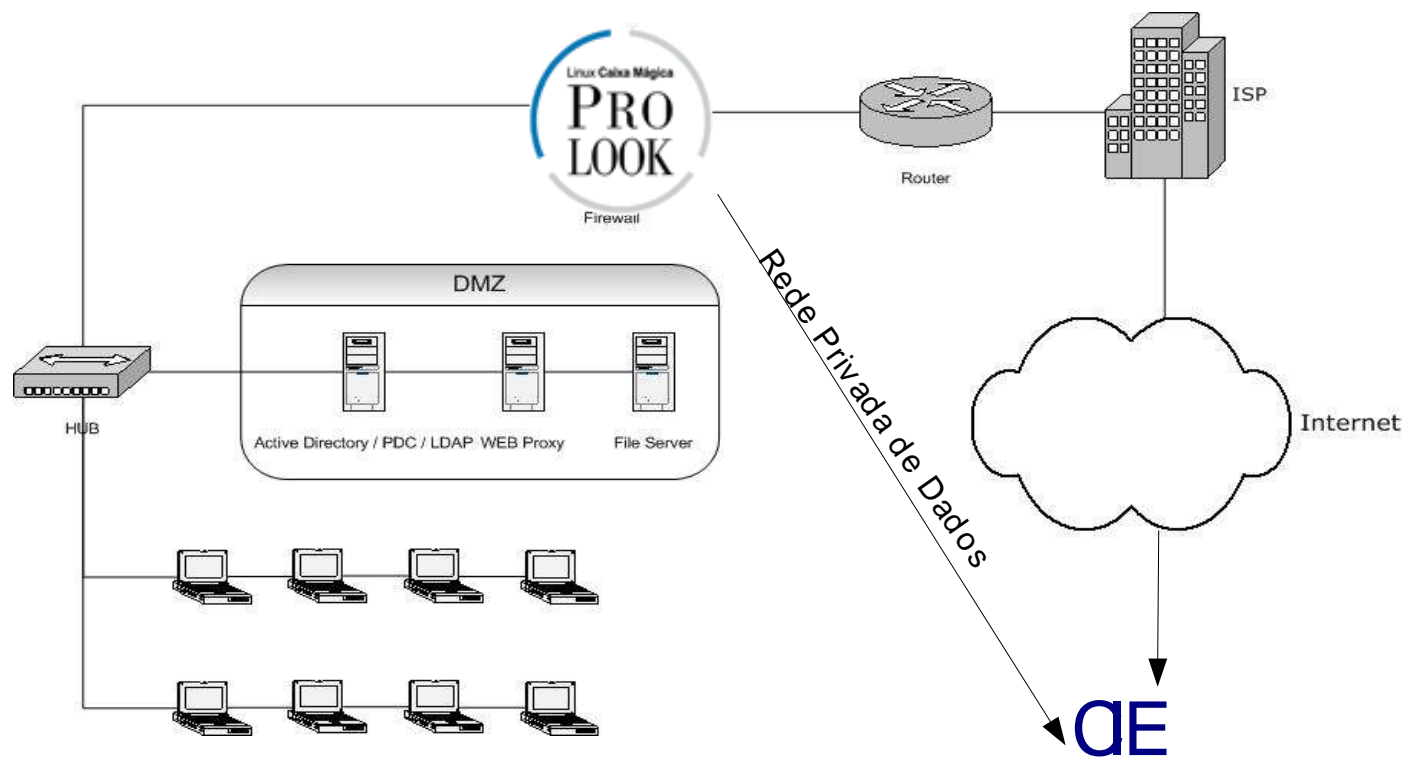 Linux Caixa Mágica
PRO
LOOK
Firewall
Router
ISP
DMZ
Active Directory / PDC / LDAP
WEB Proxy
File Server
HUB
Rede Privada de Dados
Internet